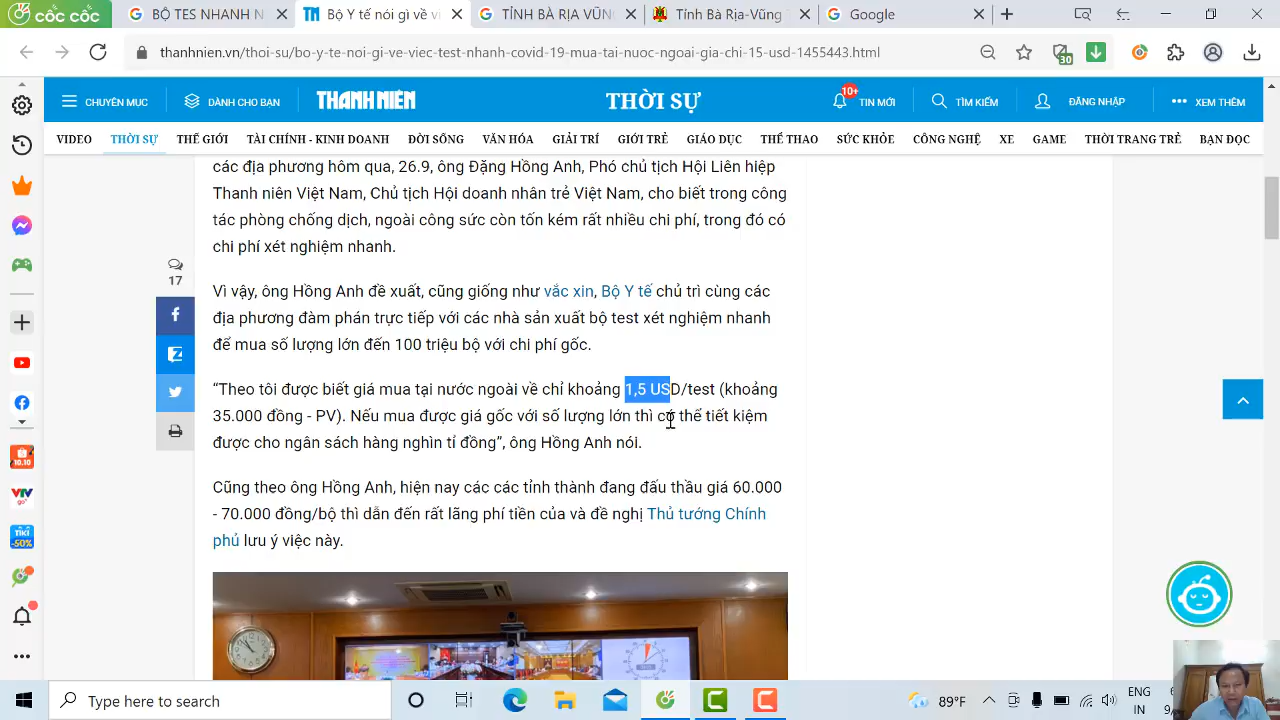 cốc cốc
BỘ TES NHANH N
Bộ Y tế nói gì về v
TỈNH BÀ RỊA VŨNG
Tỉnh Bà Rịa-Vũng
Google
thanhnien.vn/thoi-su/bo-y-te-noi-gi-ve-viec-test-nhanh-covid-19-mua-tai-nuoc-ngoai-gia-chi-15-usd-1455443.html
30
CHUYÊN MỤC
DÀNH CHO BẠN
THANH NIÊN
THỜI SỰ
10+
TIN MỚI
TÌM KIẾM
ĐĂNG NHẬP
XEM THÊM
VIDEO THỜI SỰ THẾ GIỚI TÀI CHÍNH - KINH DOANH ĐỜI SỐNG VĂN HÓA GIẢI TRÍ GIỚI TRẺ GIÁO DỤC THỂ THAO SỨC KHỎE CÔNG NGHỆ XE GAME THỜI TRANG TRẺ BẠN ĐỌC
các địa phương hôm qua, 26.9, ông Đặng Hồng Anh, Phó chủ tịch Hội Liên hiệp
Thanh niên Việt Nam, Chủ tịch Hội doanh nhân trẻ Việt Nam, cho biết trong công
tác phòng chống dịch, ngoài công sức còn tốn kém rất nhiều chi phí, trong đó có
chi phí xét nghiệm nhanh.
17
Vì vậy, ông Hồng Anh đề xuất, cũng giống như vắc xin, Bộ Y tế chủ trì cùng các
địa phương đàm phán trực tiếp với các nhà sản xuất bộ test xét nghiệm nhanh
để mua số lượng lớn đến 100 triệu bộ với chi phí gốc.
“Theo tôi được biết giá mua tại nước ngoài về chỉ khoảng 1,5 USD/test (khoảng
35.000 đồng - PV). Nếu mua được giá gốc với số lượng lớn thì có thể tiết kiệm
được cho ngân sách hàng nghìn tỉ đồng”, ông Hồng Anh nói.
Cũng theo ông Hồng Anh, hiện nay các các tỉnh thành đang đấu thầu giá 60.000
- 70.000 đồng/bộ thì dẫn đến rất lãng phí tiền của và đề nghị Thủ tướng Chính
phủ lưu ý việc này.
10.10
VTV
go
TIKI
-50%
Type here to search
89°F
ENG
IN